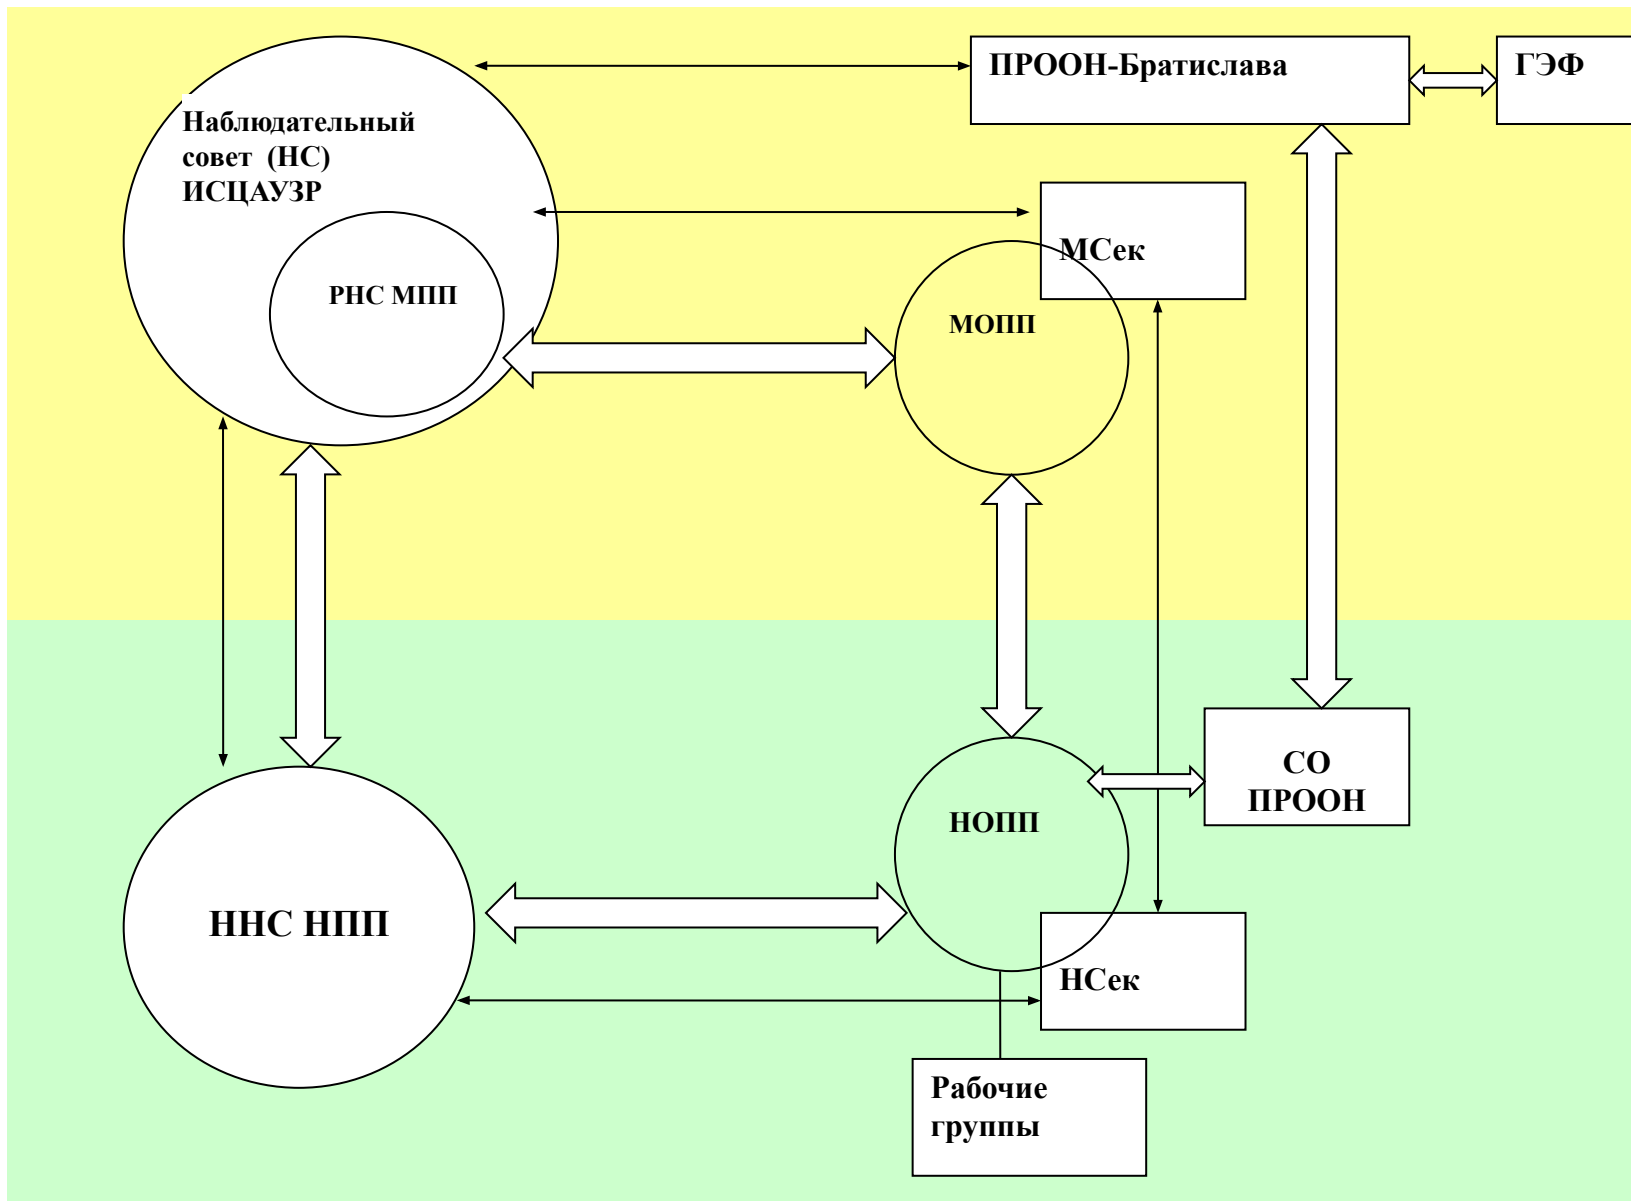 ПРООН-Братислава
ГЭФ
Наблюдательный
совет (НС)
ИСЦАУЗР
МСек
РНС МПП
МОПП
СО
ПРООН
НОПП
ННС НПП
НСек
Рабочие
группы